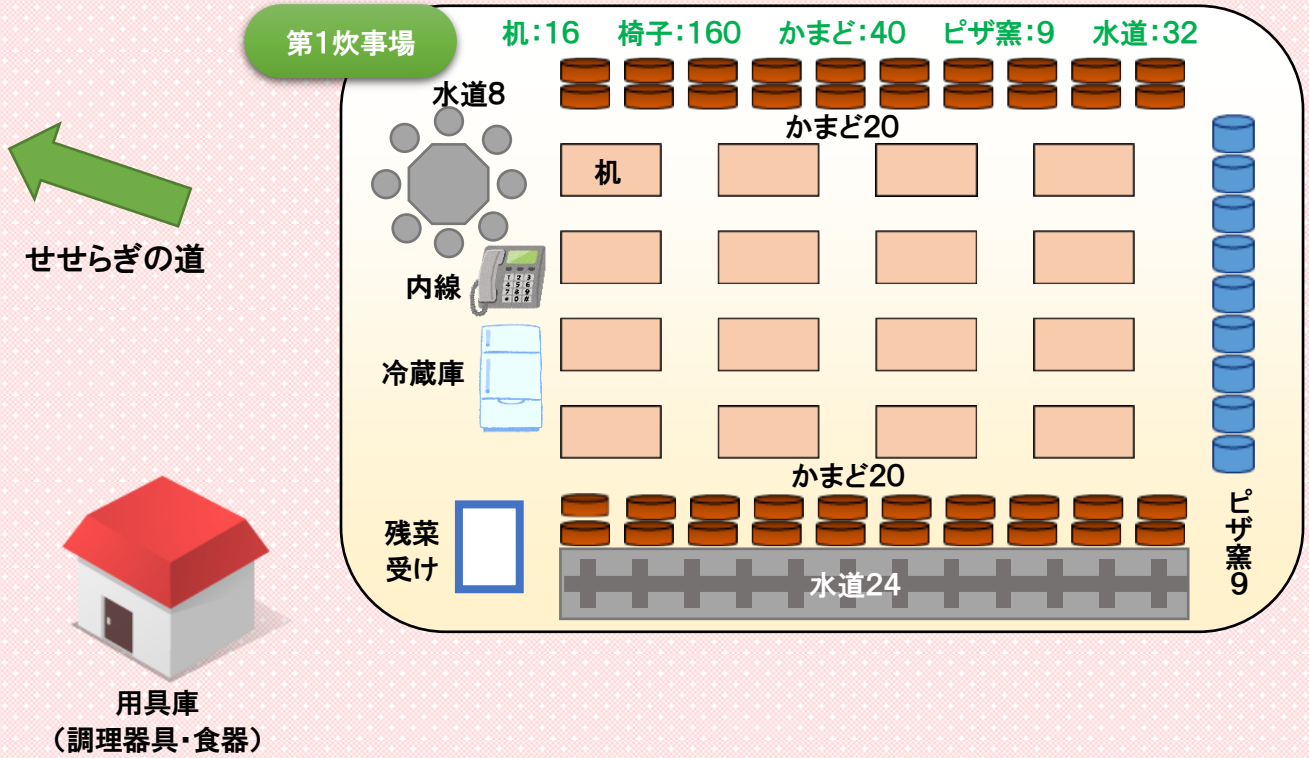 第1炊事場
机：16 椅子：160 かまど：40 ピザ窯：9 水道：32
水道8
かまど20
机
せせらぎの道
内線
冷蔵庫
かまど20
残菜
受け
水道24
ピザ窯9
用具庫
（調理器具・食器）